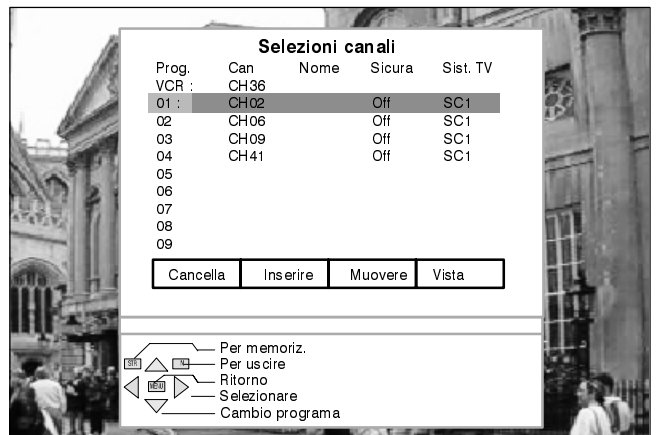 Selezioni canali
Prog. Can Nome Sicura Sist. TV
VCR : CH36
01 : CH02 Off SC1
02 CH06 Off SC1
03 CH09 Off SC1
04 CH41 Off SC1
05
06
07
08
09
Cancella Inserire Muovere Vista
Per memoriz.
STR N Per uscire
MENU Ritorno
Selezionare
Cambio programa